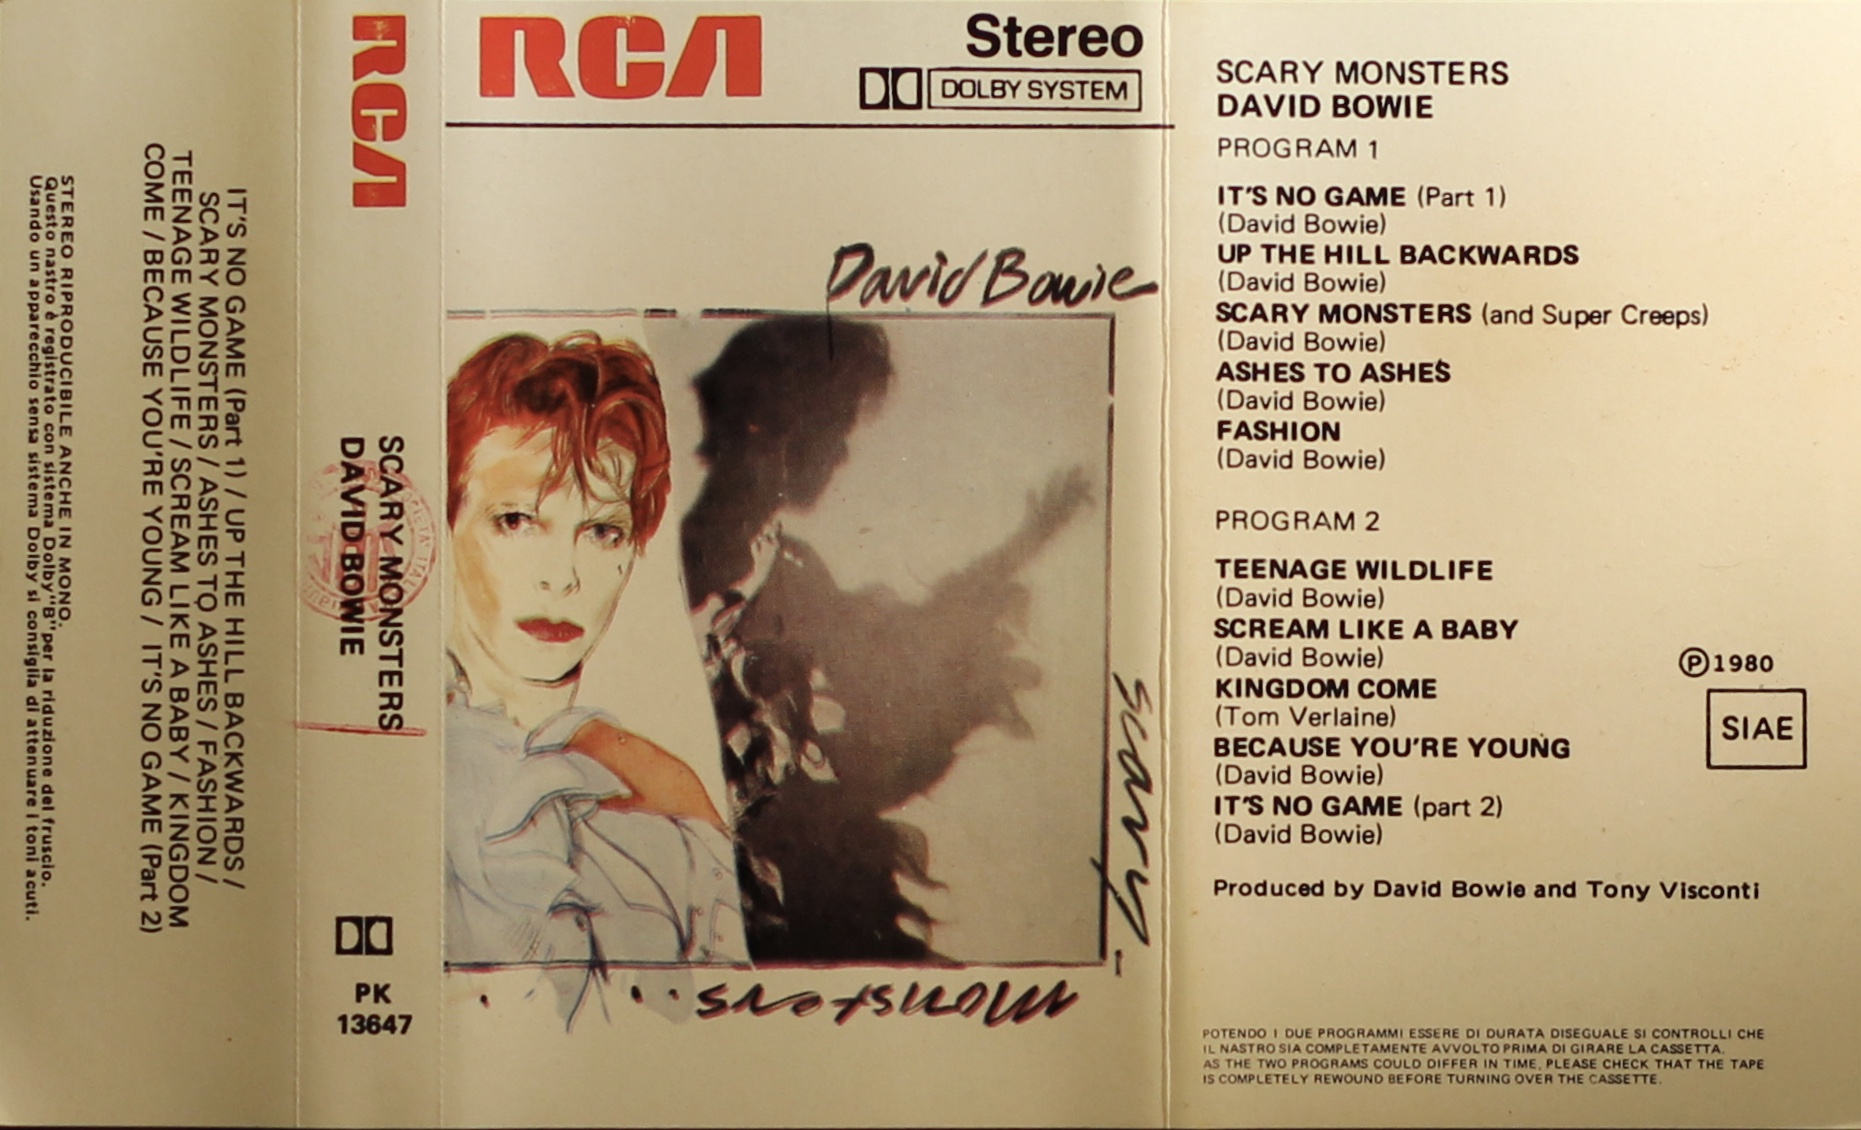 STEREO RIPRODUCIBILE ANCHE IN MONO.
Questo nastro è registrato con sistema Dolby "B" per la riduzione del fruscio.
Usando un apparecchio sensa sistema Dolby si consiglia di attenuare i toni acuti.
IT'S NO GAME (Part 1) / UP THE HILL BACKWARDS /
SCARY MONSTERS / ASHES TO ASHES / FASHION /
TEENAGE WILDLIFE / SCREAM LIKE A BABY / KINGDOM
COME / BECAUSE YOU'RE YOUNG / IT'S NO GAME (Part 2)
RCA
SCARY MONSTERS
DAVID BOWIE
PK
13647
RCA
Stereo
DOLBY SYSTEM
David Bowie
scary
monsters
SCARY MONSTERS
DAVID BOWIE
PROGRAM 1
IT'S NO GAME (Part 1)
(David Bowie)
UP THE HILL BACKWARDS
(David Bowie)
SCARY MONSTERS (and Super Creeps)
(David Bowie)
ASHES TO ASHES
(David Bowie)
FASHION
(David Bowie)
PROGRAM 2
TEENAGE WILDLIFE
(David Bowie)
SCREAM LIKE A BABY
(David Bowie)
KINGDOM COME
(Tom Verlaine)
BECAUSE YOU'RE YOUNG
(David Bowie)
IT'S NO GAME (part 2)
(David Bowie)
℗1980
SIAE
Produced by David Bowie and Tony Visconti
POTENDO I DUE PROGRAMMI ESSERE DI DURATA DISEGUALE SI CONTROLLI CHE
IL NASTRO SIA COMPLETAMENTE AVVOLTO PRIMA DI GIRARE LA CASSETTA.
AS THE TWO PROGRAMS COULD DIFFER IN TIME, PLEASE CHECK THAT THE TAPE
IS COMPLETELY REWOUND BEFORE TURNING OVER THE CASSETTE.